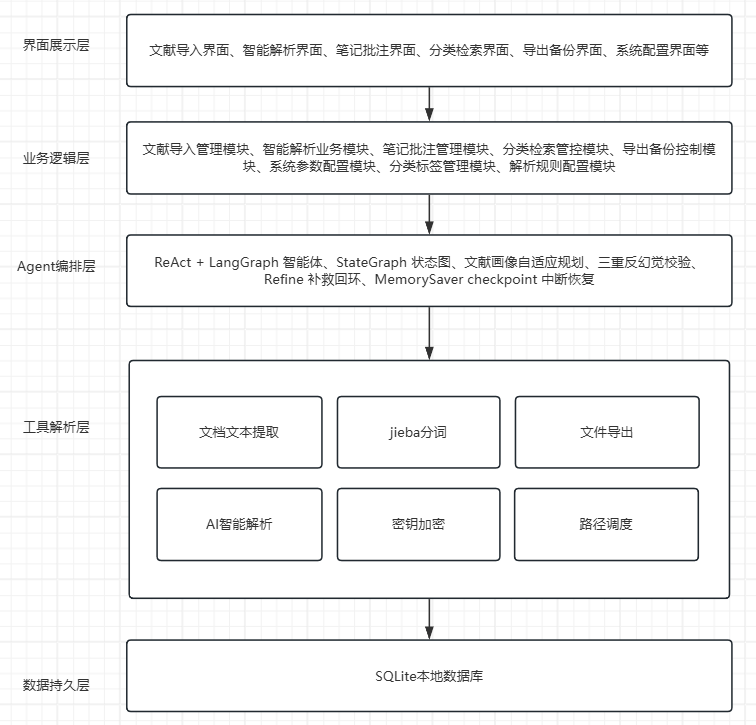 界面展示层
文献导入界面、智能解析界面、笔记批注界面、分类检索界面、导出备份界面、系统配置界面等
业务逻辑层
文献导入管理模块、智能解析业务模块、笔记批注管理模块、分类检索管控模块、导出备份控制模
块、系统参数配置模块、分类标签管理模块、解析规则配置模块
Agent编排层
ReAct + LangGraph 智能体、StateGraph 状态图、文献画像自适应规划、三重反幻觉校验、
Refine 补救回环、MemorySaver checkpoint 中断恢复
工具解析层
文档文本提取
jieba分词
文件导出
AI智能解析
密钥加密
路径调度
数据持久层
SQLite本地数据库